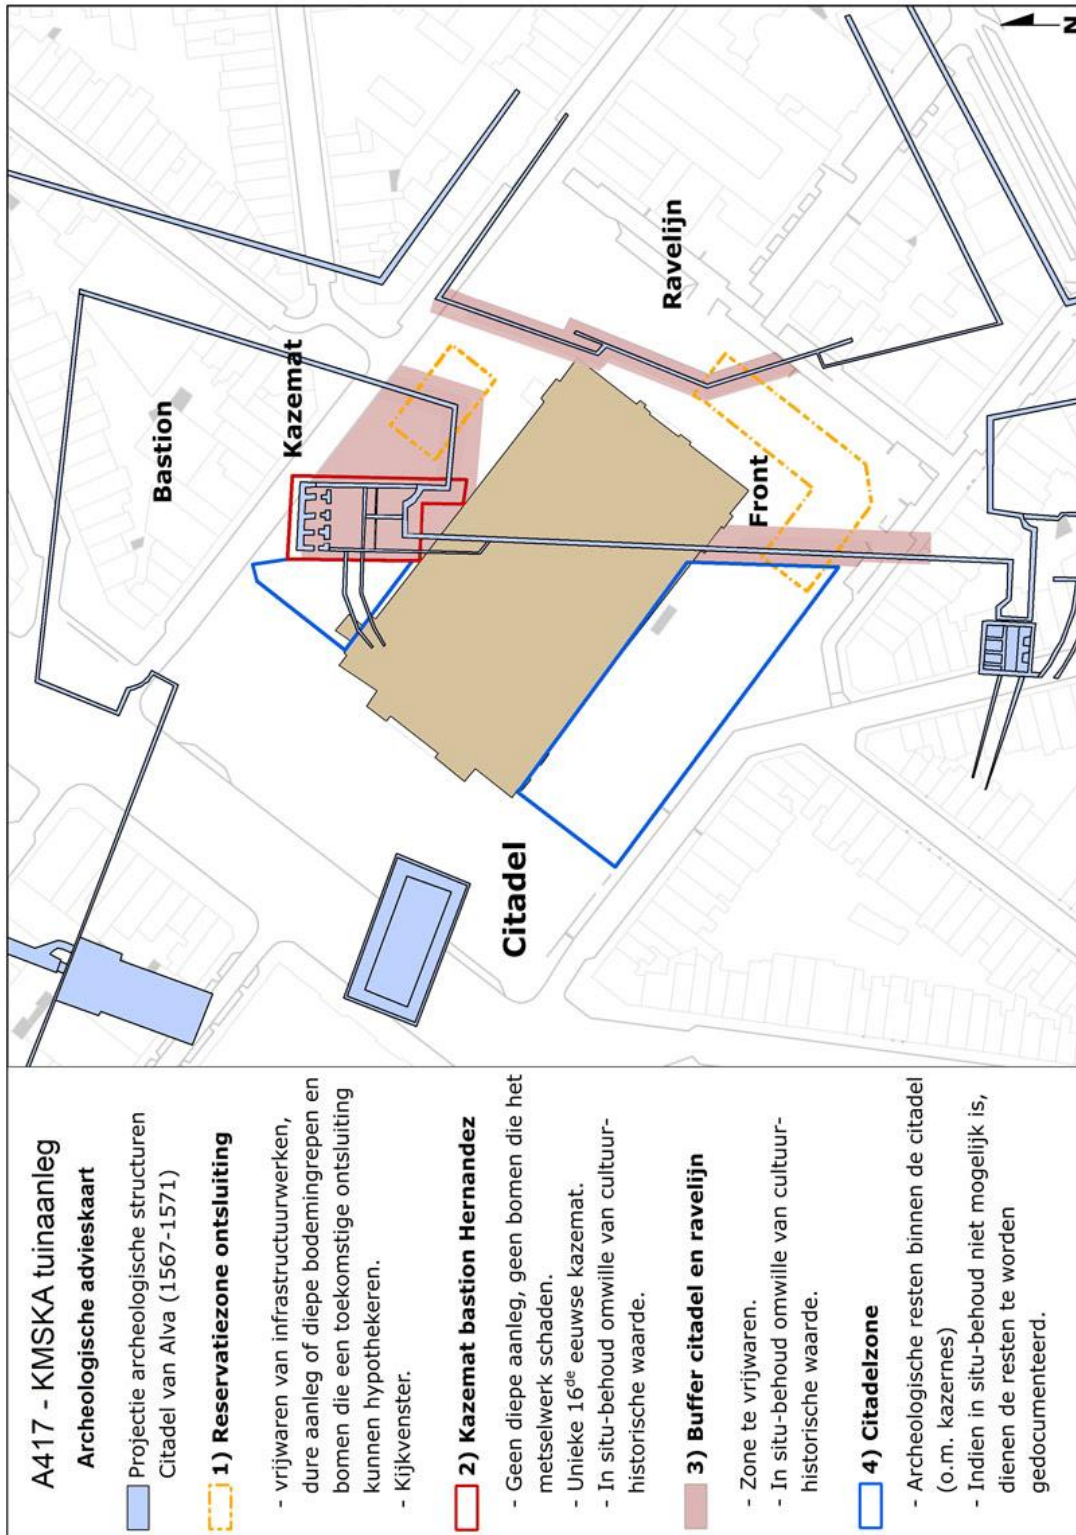 A417 - KMSKA tuinaanleg
Archeologische advieskaart
Projectie archeologische structuren
Citadel van Alva (1567-1571)
1) Reservatiezone ontsluiting
- vrijwaren van infrastructuurwerken,
dure aanleg of diepe bodemingrepen en
bomen die een toekomstige ontsluiting
kunnen hypothekeren.
- Kijkvenster.
2) Kazemat bastion Hernandez
- Geen diepe aanleg, geen bomen die het
metselwerk schaden.
- Unieke 16de eeuwse kazemat.
- In situ-behoud omwille van cultuur-
historische waarde.
3) Buffer citadel en ravelijn
- Zone te vrijwaren.
- In situ-behoud omwille van cultuur-
historische waarde.
4) Citadelzone
- Archeologische resten binnen de citadel
(o.m. kazernes)
- Indien in situ-behoud niet mogelijk is,
dienen de resten te worden
gedocumenteerd.
Bastion
Kazemat
Ravelijn
Front
Citadel
N